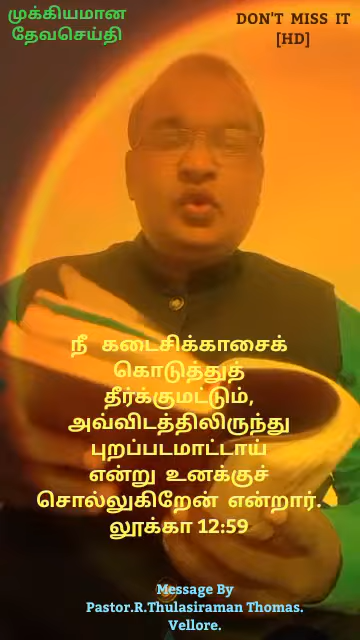 முக்கியமான
தேவசெய்தி
DON'T MISS IT
[HD]
நீ கடைசிக்காசைக்
கொடுத்துத்
தீர்க்குமட்டும்,
அவ்விடத்திலிருந்து
புறப்படமாட்டாய்
என்று உனக்குச்
சொல்லுகிறேன் என்றார்.
லூக்கா 12:59
Message By
Pastor.R.Thulasiraman Thomas.
Vellore.